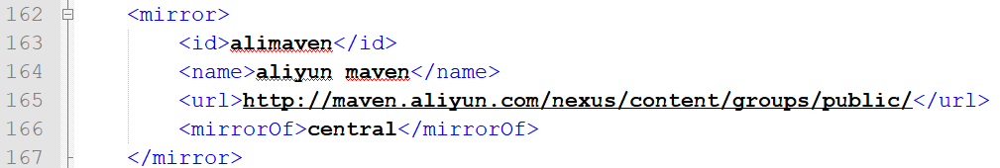 162 <mirror>
163 <id>alimaven</id>
164 <name>aliyun maven</name>
165 <url>http://maven.aliyun.com/nexus/content/groups/public/</url>
166 <mirrorOf>central</mirrorOf>
167 </mirror>